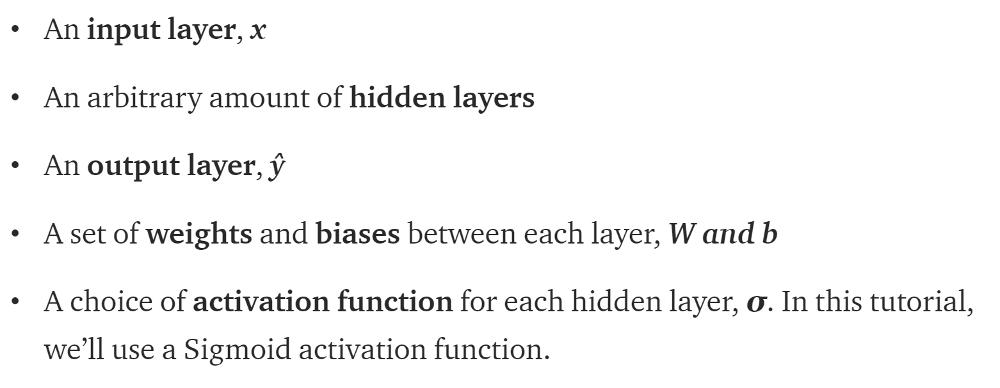 • An input layer, x
• An arbitrary amount of hidden layers
• An output layer, ŷ
• A set of weights and biases between each layer, W and b
• A choice of activation function for each hidden layer, σ. In this tutorial,
we’ll use a Sigmoid activation function.